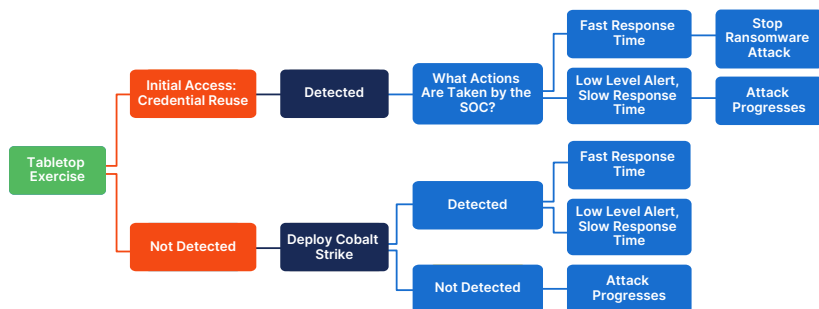 Tabletop
Exercise
Initial Access:
Credential Reuse
Detected
What Actions
Are Taken by the
SOC?
Fast Response
Time
Stop
Ransomware
Attack
Low Level Alert,
Slow Response
Time
Attack
Progresses
Not Detected
Deploy Cobalt
Strike
Detected
Fast Response
Time
Low Level Alert,
Slow Response
Time
Not Detected
Attack
Progresses